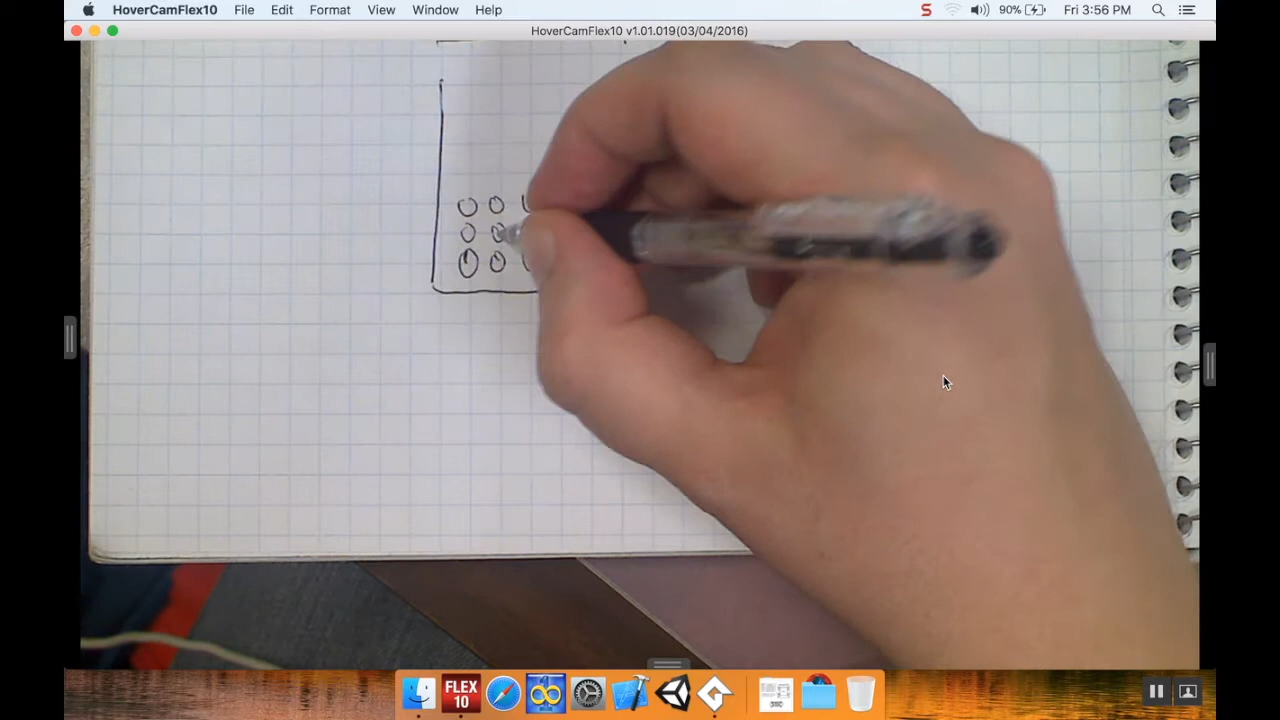 HoverCamFlex10 File Edit Format View Window Help S 90% Fri 3:56 PM
HoverCamFlex10 v1.01.019(03/04/2016)
FLEX
10